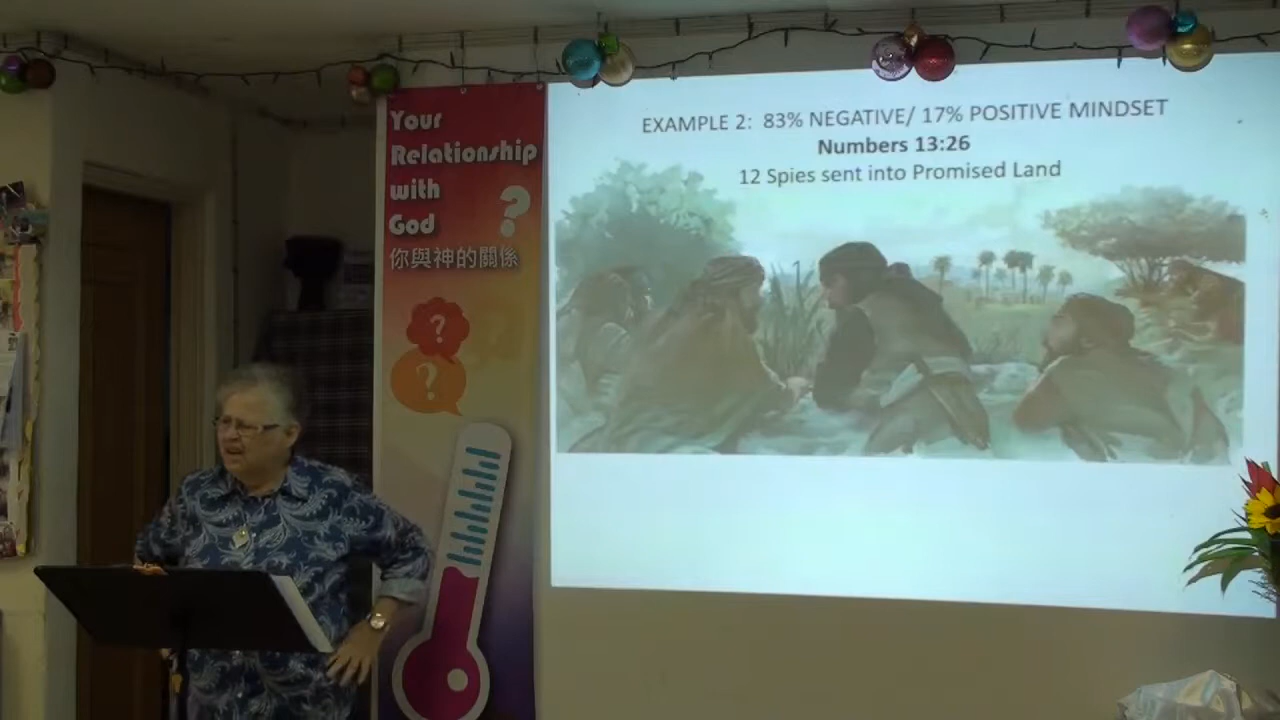 Your
Relationship
with
God
?
你與神的關係
?
?
EXAMPLE 2: 83% NEGATIVE/ 17% POSITIVE MINDSET
Numbers 13:26
12 Spies sent into Promised Land